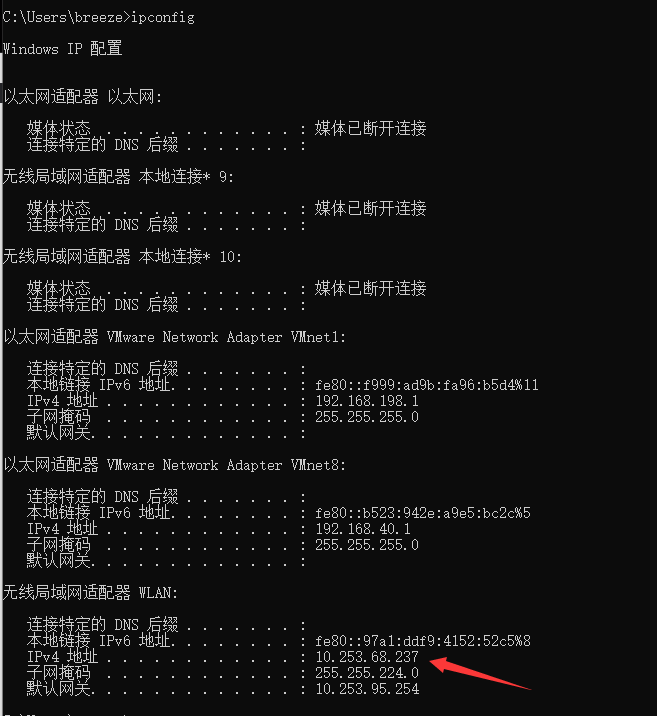 C:\Users\breeze>ipconfig
Windows IP 配置
以太网适配器 以太网:
媒体状态 . . . . . . . . . . . . : 媒体已断开连接
连接特定的 DNS 后缀 . . . . . . . :
无线局域网适配器 本地连接* 9:
媒体状态 . . . . . . . . . . . . : 媒体已断开连接
连接特定的 DNS 后缀 . . . . . . . :
无线局域网适配器 本地连接* 10:
媒体状态 . . . . . . . . . . . . : 媒体已断开连接
连接特定的 DNS 后缀 . . . . . . . :
以太网适配器 VMware Network Adapter VMnet1:
连接特定的 DNS 后缀 . . . . . . . :
本地链接 IPv6 地址. . . . . . . . : fe80::f999:ad9b:fa96:b5d4%11
IPv4 地址 . . . . . . . . . . . . : 192.168.198.1
子网掩码 . . . . . . . . . . . . : 255.255.255.0
默认网关. . . . . . . . . . . . . :
以太网适配器 VMware Network Adapter VMnet8:
连接特定的 DNS 后缀 . . . . . . . :
本地链接 IPv6 地址. . . . . . . . : fe80::b523:942e:a9e5:bc2c%5
IPv4 地址 . . . . . . . . . . . . : 192.168.40.1
子网掩码 . . . . . . . . . . . . : 255.255.255.0
默认网关. . . . . . . . . . . . . :
无线局域网适配器 WLAN:
连接特定的 DNS 后缀 . . . . . . . :
本地链接 IPv6 地址. . . . . . . . : fe80::97a1:ddf9:4152:52c5%8
IPv4 地址 . . . . . . . . . . . . : 10.253.68.237
子网掩码 . . . . . . . . . . . . : 255.255.224.0
默认网关. . . . . . . . . . . . . : 10.253.95.254